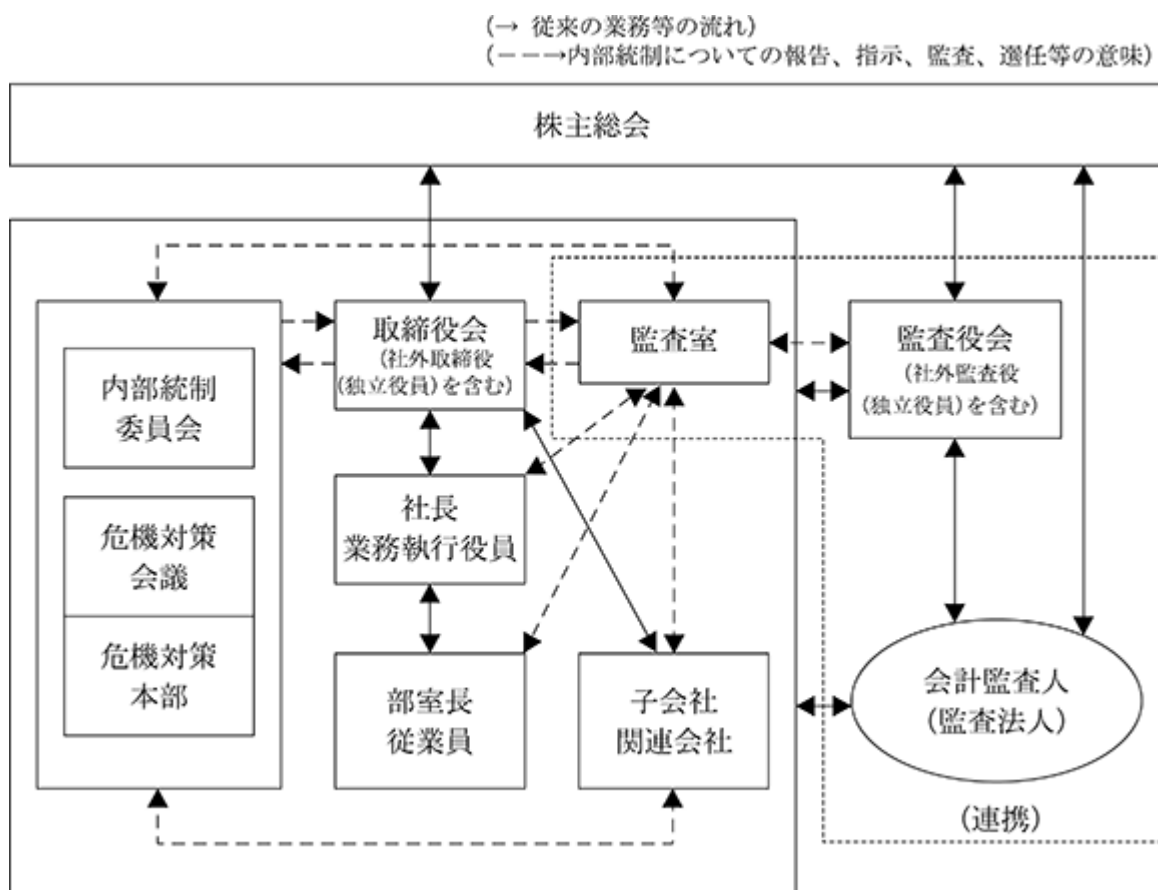 (→ 従来の業務等の流れ)
(－－→内部統制についての報告、指示、監査、選任等の意味)
株主総会
取締役会
(社外取締役
(独立役員)を含む)
監査室
監査役会
(社外監査役
(独立役員)を含む)
内部統制
委員会
社長
業務執行役員
危機対策
会議
危機対策
本部
部室長
従業員
子会社
関連会社
会計監査人
(監査法人)
(連携)